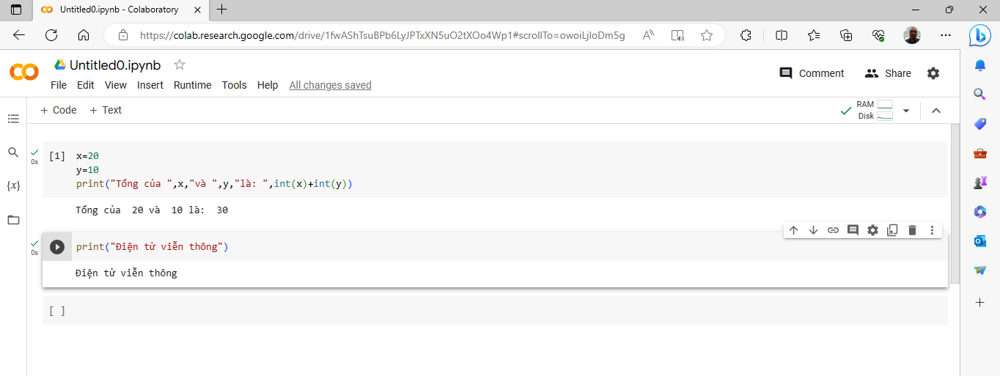 Untitled0.ipynb - Colaboratory
https://colab.research.google.com/drive/1fwAShTsuBPb6LyJPTxXN5uO2tXOo4Wp1#scrollTo=owoiLjIoDm5g
Untitled0.ipynb
Comment
Share
File Edit View Insert Runtime Tools Help All changes saved
+ Code + Text
RAM
Disk
[1] x=20
0s
y=10
print("Tổng của ",x,"và ",y,"là: ",int(x)+int(y))
Tổng của  20 và  10 là:  30
print("Điện tử viễn thông")
0s
Điện tử viễn thông
[ ]
{x}